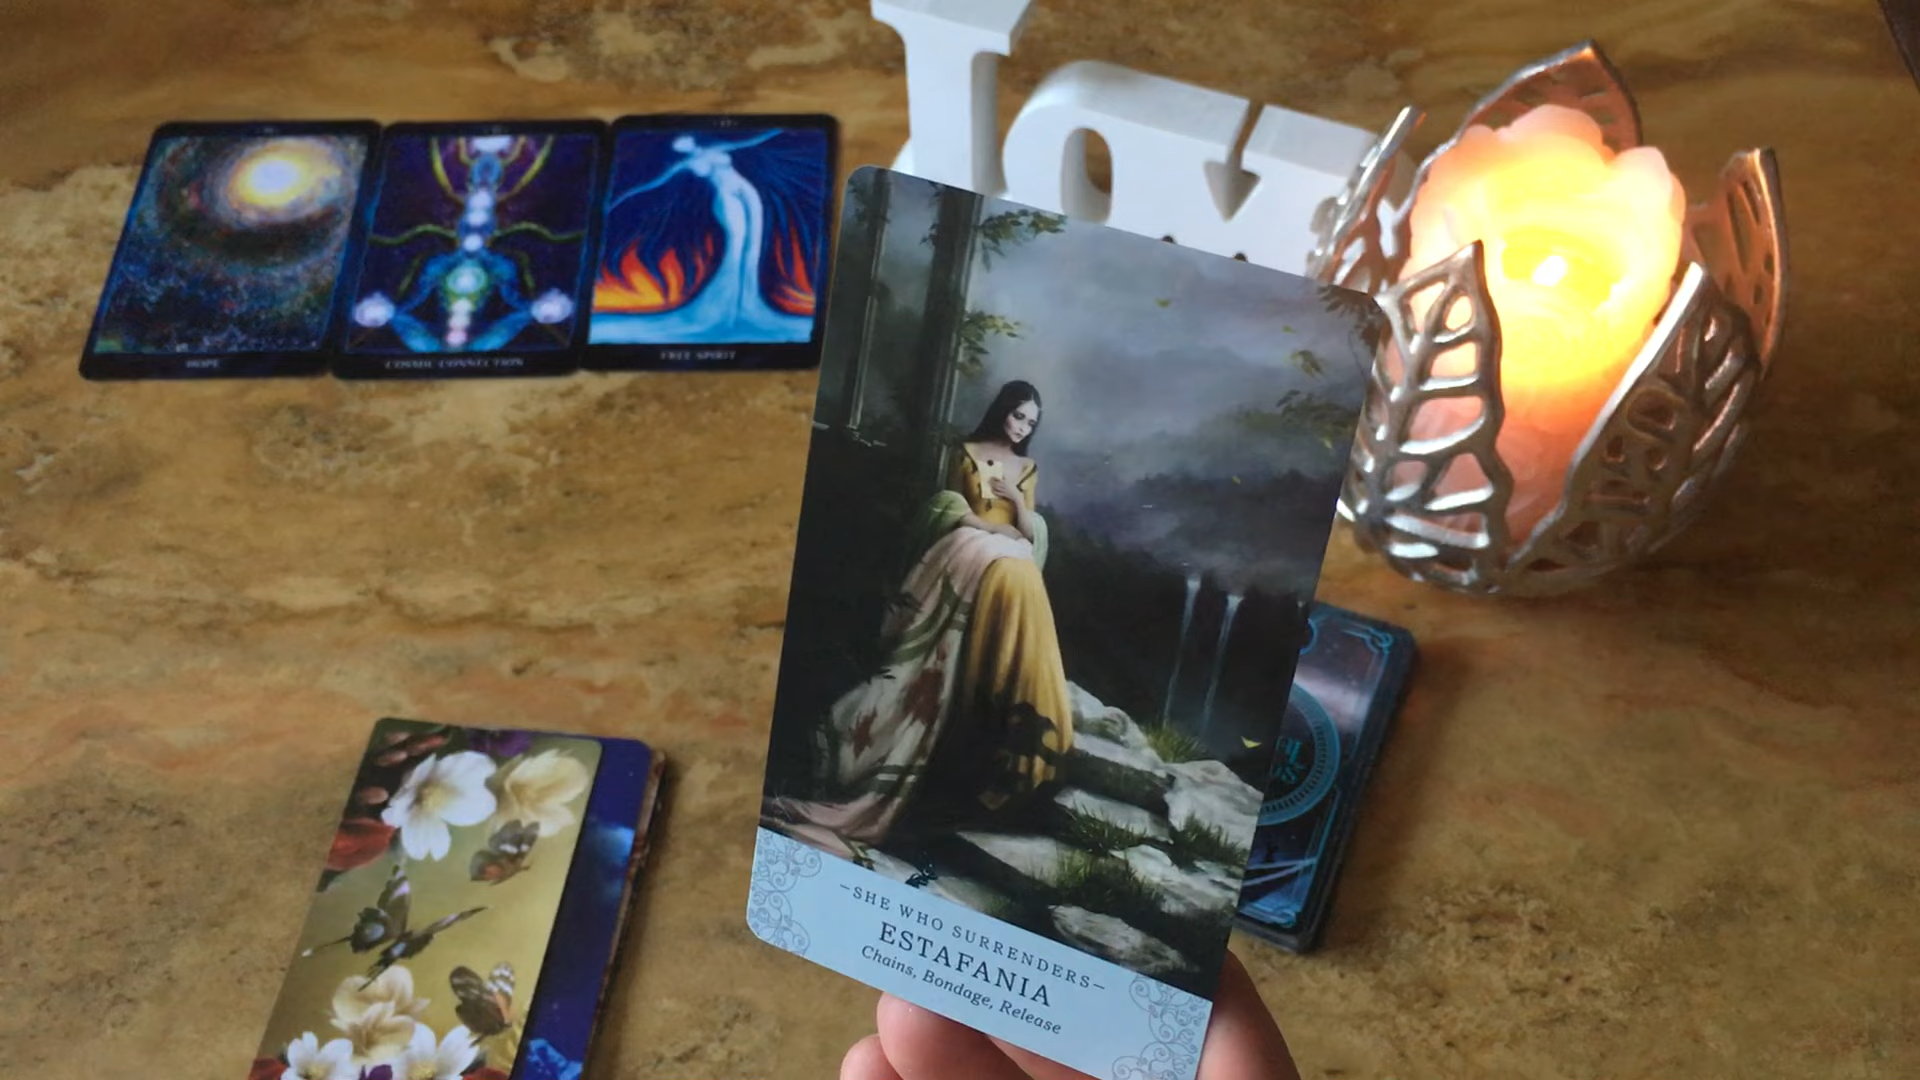 HOPE
COSMIC CONNECTION
FREE SPIRIT
-SHE WHO SURRENDERS-
ESTAFANIA
Chains, Bondage, Release